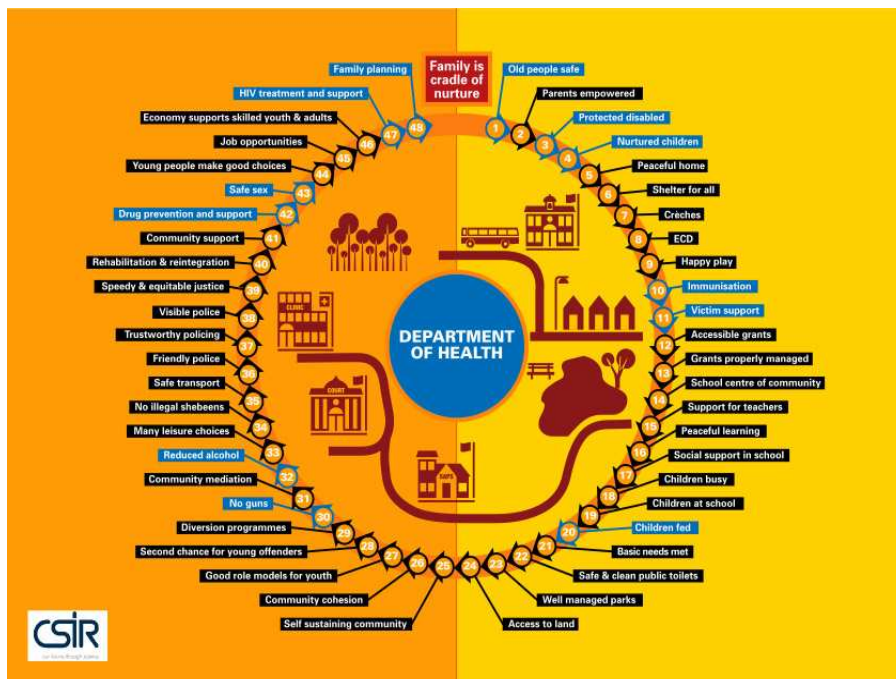 Family is
cradle of
nurture
Old people safe
Parents empowered
Protected disabled
Nurtured children
Peaceful home
Shelter for all
Crèches
ECD
Happy play
Immunisation
Victim support
Accessible grants
Grants properly managed
School centre of community
Support for teachers
Peaceful learning
Social support in school
Children busy
Children at school
Children fed
Basic needs met
Safe & clean public toilets
Well managed parks
Access to land
Self sustaining community
Community cohesion
Good role models for youth
Second chance for young offenders
Diversion programmes
No guns
Community mediation
Reduced alcohol
Many leisure choices
No illegal shebeens
Safe transport
Friendly police
Trustworthy policing
Visible police
Speedy & equitable justice
Rehabilitation & reintegration
Community support
Drug prevention and support
Safe sex
Young people make good choices
Job opportunities
Economy supports skilled youth & adults
HIV treatment and support
Family planning
1
2
3
4
5
6
7
8
9
10
11
12
13
14
15
16
17
18
19
20
21
22
23
24
25
26
27
28
29
30
31
32
33
34
35
36
37
38
39
40
41
42
43
44
45
46
47
48
DEPARTMENT
OF HEALTH
CLINIC
COURT
SAPS
CSIR
our future through science